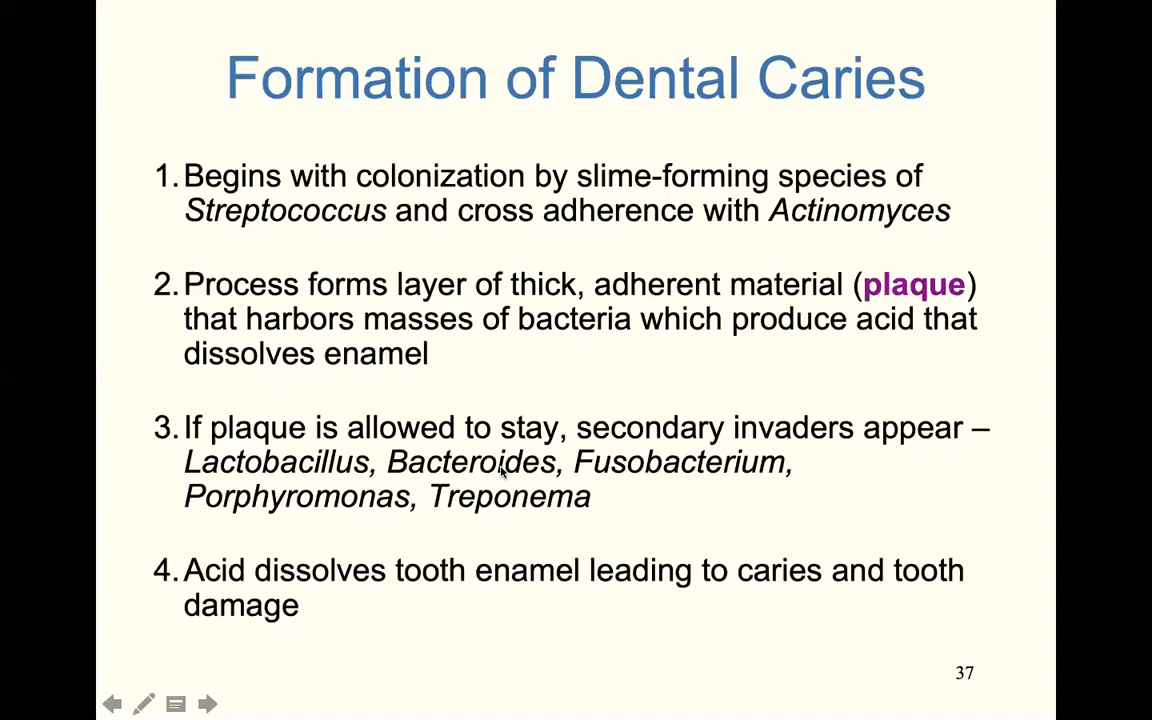 Formation of Dental Caries
1. Begins with colonization by slime-forming species of
Streptococcus and cross adherence with Actinomyces
2. Process forms layer of thick, adherent material (plaque)
that harbors masses of bacteria which produce acid that
dissolves enamel
3. If plaque is allowed to stay, secondary invaders appear –
Lactobacillus, Bacteroides, Fusobacterium,
Porphyromonas, Treponema
4. Acid dissolves tooth enamel leading to caries and tooth
damage
37